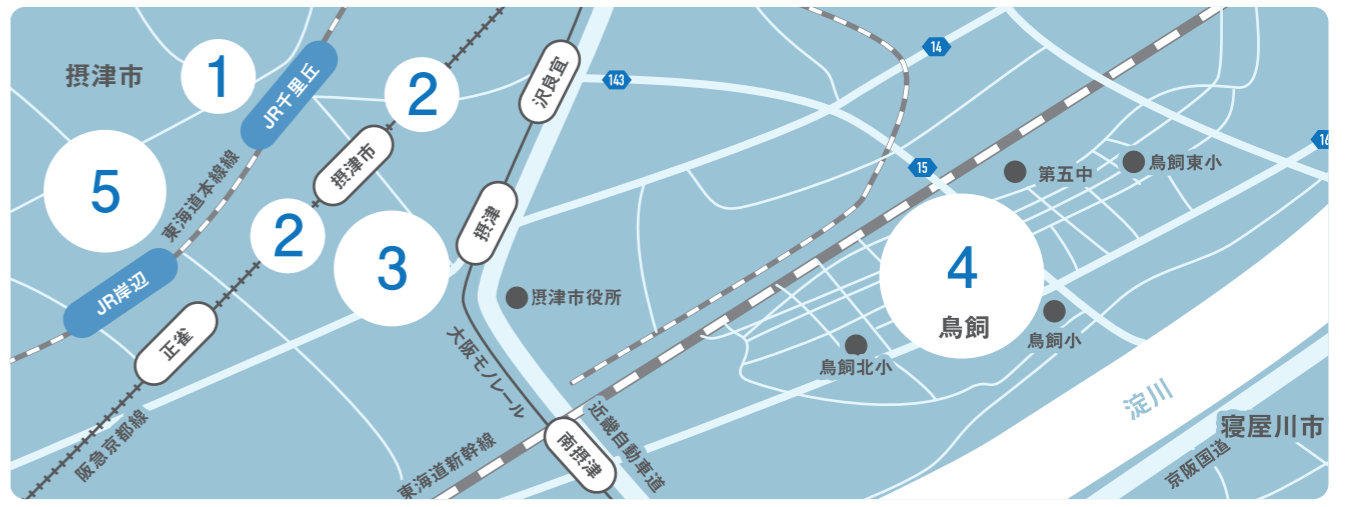 摂津市
1
JR千里丘
2
沢良宜
143
14
5
東海道本線線
摂津市
15
第五中
鳥飼東小
2
3
摂津
4
鳥飼
JR岸辺
摂津市役所
正雀
鳥飼小
鳥飼北小
大阪モノレール
阪急京都線
東海道新幹線
南摂津
近畿自動車道
淀川
寝屋川市
京阪国道